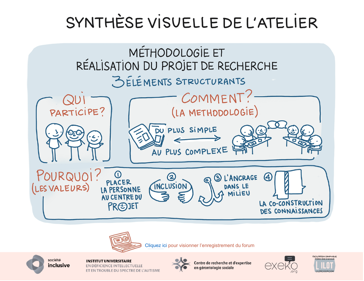 SYNTHÈSE VISUELLE DE L'ATELIER
MÉTHODOLOGIE ET
RÉALISATION DU PROJET DE RECHERCHE
3 ÉLÉMENTS STRUCTURANTS
QUI
PARTICIPE?
COMMENT?
(LA METHODOLOGIE)
DU PLUS SIMPLE
AU PLUS COMPLEXE
POURQUOI?
(LES VALEURS)
①
PLACER
LA PERSONNE
AU CENTRE DU
PROJET
②
INCLUSION
③
L'ANCRAGE
DANS LE
MILIEU
④
LA CO-CONSTRUCTION
DES CONNAISSANCES
Cliquez ici pour visionner l'enregistrement du forum
société
inclusive
INSTITUT UNIVERSITAIRE
EN DÉFICIENCE INTELLECTUELLE
ET EN TROUBLE DU SPECTRE DE L'AUTISME
Centre de recherche et d'expertise
en gérontologie sociale
exeko
.org